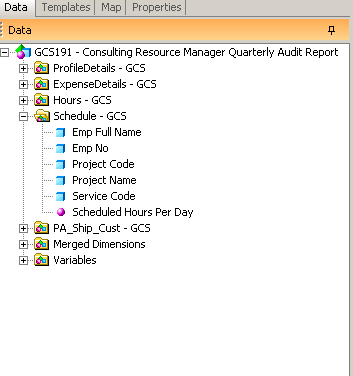 Data Templates Map Properties
Data
GCS191 - Consulting Resource Manager Quarterly Audit Report
ProfileDetails - GCS
ExpenseDetails - GCS
Hours - GCS
Schedule - GCS
Emp Full Name
Emp No
Project Code
Project Name
Service Code
Scheduled Hours Per Day
PA_Ship_Cust - GCS
Merged Dimensions
Variables